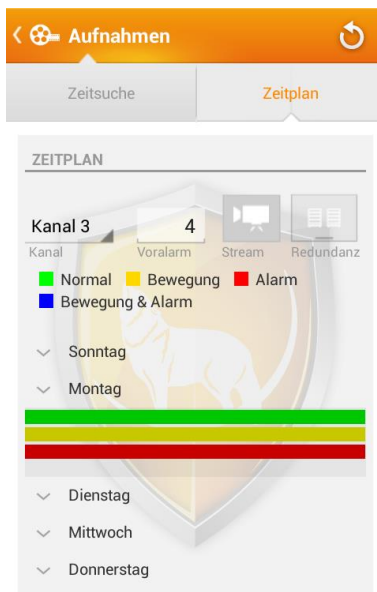 Aufnahmen
Zeitsuche Zeitplan
ZEITPLAN
Kanal 3 4
Kanal Voralarm Stream Redundanz
Normal Bewegung Alarm
Bewegung & Alarm
Sonntag
Montag
Dienstag
Mittwoch
Donnerstag